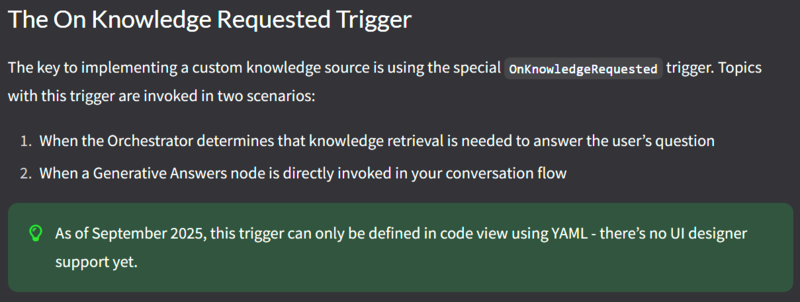 The On Knowledge Requested Trigger
The key to implementing a custom knowledge source is using the special OnKnowledgeRequested trigger. Topics
with this trigger are invoked in two scenarios:
1. When the Orchestrator determines that knowledge retrieval is needed to answer the user’s question
2. When a Generative Answers node is directly invoked in your conversation flow
As of September 2025, this trigger can only be defined in code view using YAML - there’s no UI designer
support yet.